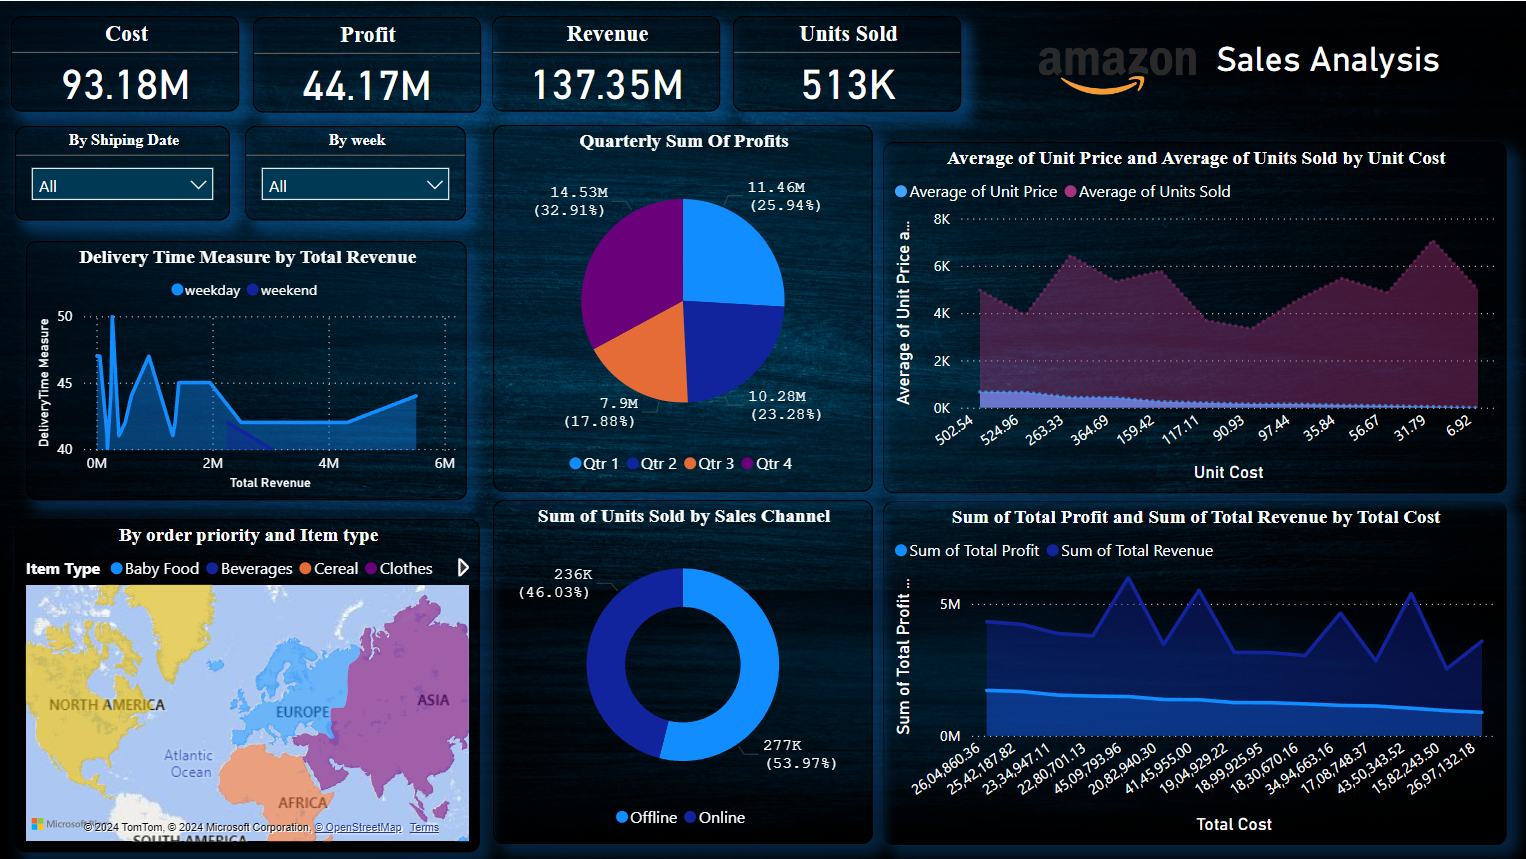 Cost
93.18M
Profit
44.17M
Revenue
137.35M
Units Sold
513K
amazon
Sales Analysis
By Shiping Date
All
By week
All
Delivery Time Measure by Total Revenue
weekday weekend
DeliveryTime Measure
50
45
40
0M 2M 4M 6M
Total Revenue
Quarterly Sum Of Profits
14.53M
(32.91%)
11.46M
(25.94%)
7.9M
(17.88%)
10.28M
(23.28%)
Qtr 1 Qtr 2 Qtr 3 Qtr 4
Average of Unit Price and Average of Units Sold by Unit Cost
Average of Unit Price Average of Units Sold
Average of Unit Price a...
8K
6K
4K
2K
0K
502.54 524.96 263.33 364.69 159.42 117.11 90.93 97.44 35.84 56.67 31.79 6.92
Unit Cost
By order priority and Item type
Item Type Baby Food Beverages Cereal Clothes
NORTH AMERICA
EUROPE
ASIA
Atlantic
Ocean
AFRICA
SOUTH AMERICA
Microsoft
© 2024 TomTom, © 2024 Microsoft Corporation, © OpenStreetMap Terms
Sum of Units Sold by Sales Channel
236K
(46.03%)
277K
(53.97%)
Offline Online
Sum of Total Profit and Sum of Total Revenue by Total Cost
Sum of Total Profit Sum of Total Revenue
Sum of Total Profit ...
5M
0M
26,04,860.36 25,42,187.82 23,34,947.11 22,80,701.13 45,09,793.96 20,82,940.30 41,45,955.00 19,04,929.22 18,99,925.95 18,30,670.16 34,94,663.16 17,08,748.37 43,50,343.52 15,82,243.50 26,97,132.18
Total Cost